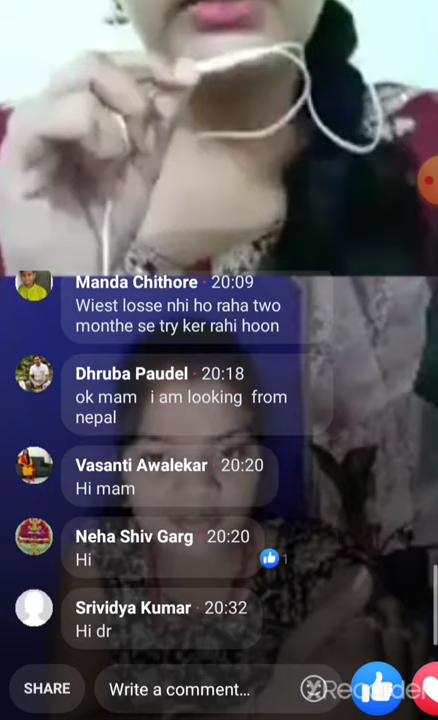 Manda Chithore · 20:09
Wiest losse nhi ho raha two
monthe se try ker rahi hoon
Dhruba Paudel · 20:18
ok mam i am looking from
nepal
Vasanti Awalekar · 20:20
Hi mam
Neha Shiv Garg · 20:20
Hi
1
Srividya Kumar · 20:32
Hi dr
SHARE
Write a comment...
Recorder